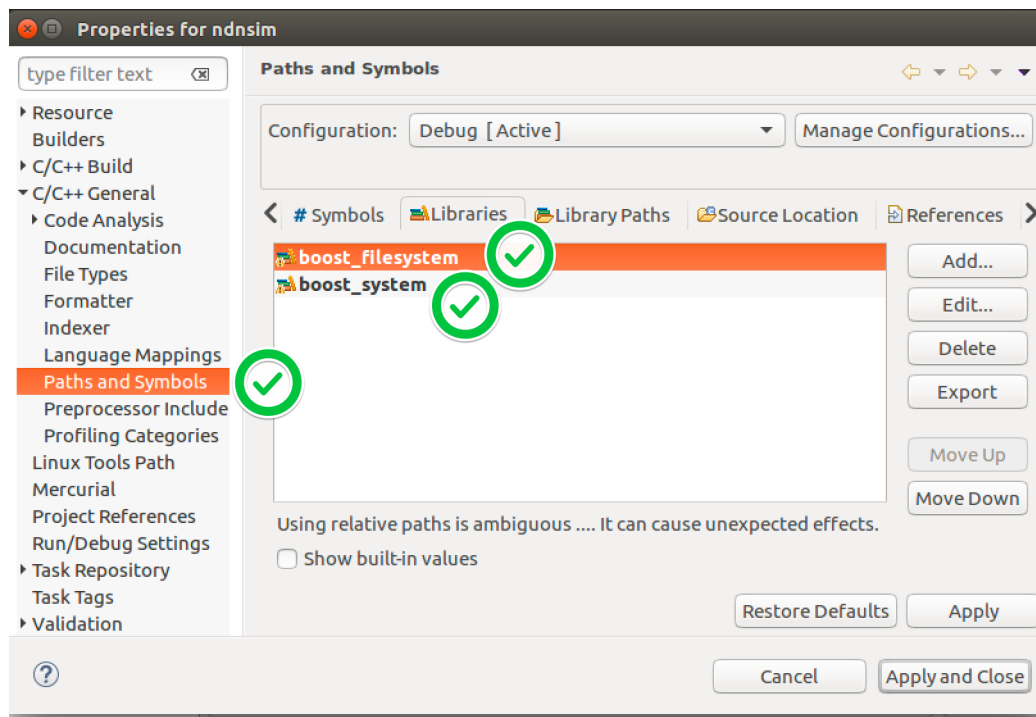 Properties for ndnsim
type filter text
Resource
Builders
C/C++ Build
C/C++ General
Code Analysis
Documentation
File Types
Formatter
Indexer
Language Mappings
Paths and Symbols
Preprocessor Include
Profiling Categories
Linux Tools Path
Mercurial
Project References
Run/Debug Settings
Task Repository
Task Tags
Validation
Paths and Symbols
Configuration: Debug [Active] Manage Configurations...
# Symbols Libraries Library Paths Source Location References
boost_filesystem
boost_system
Add...
Edit...
Delete
Export
Move Up
Move Down
Using relative paths is ambiguous .... It can cause unexpected effects.
Show built-in values
Restore Defaults Apply
? Cancel Apply and Close